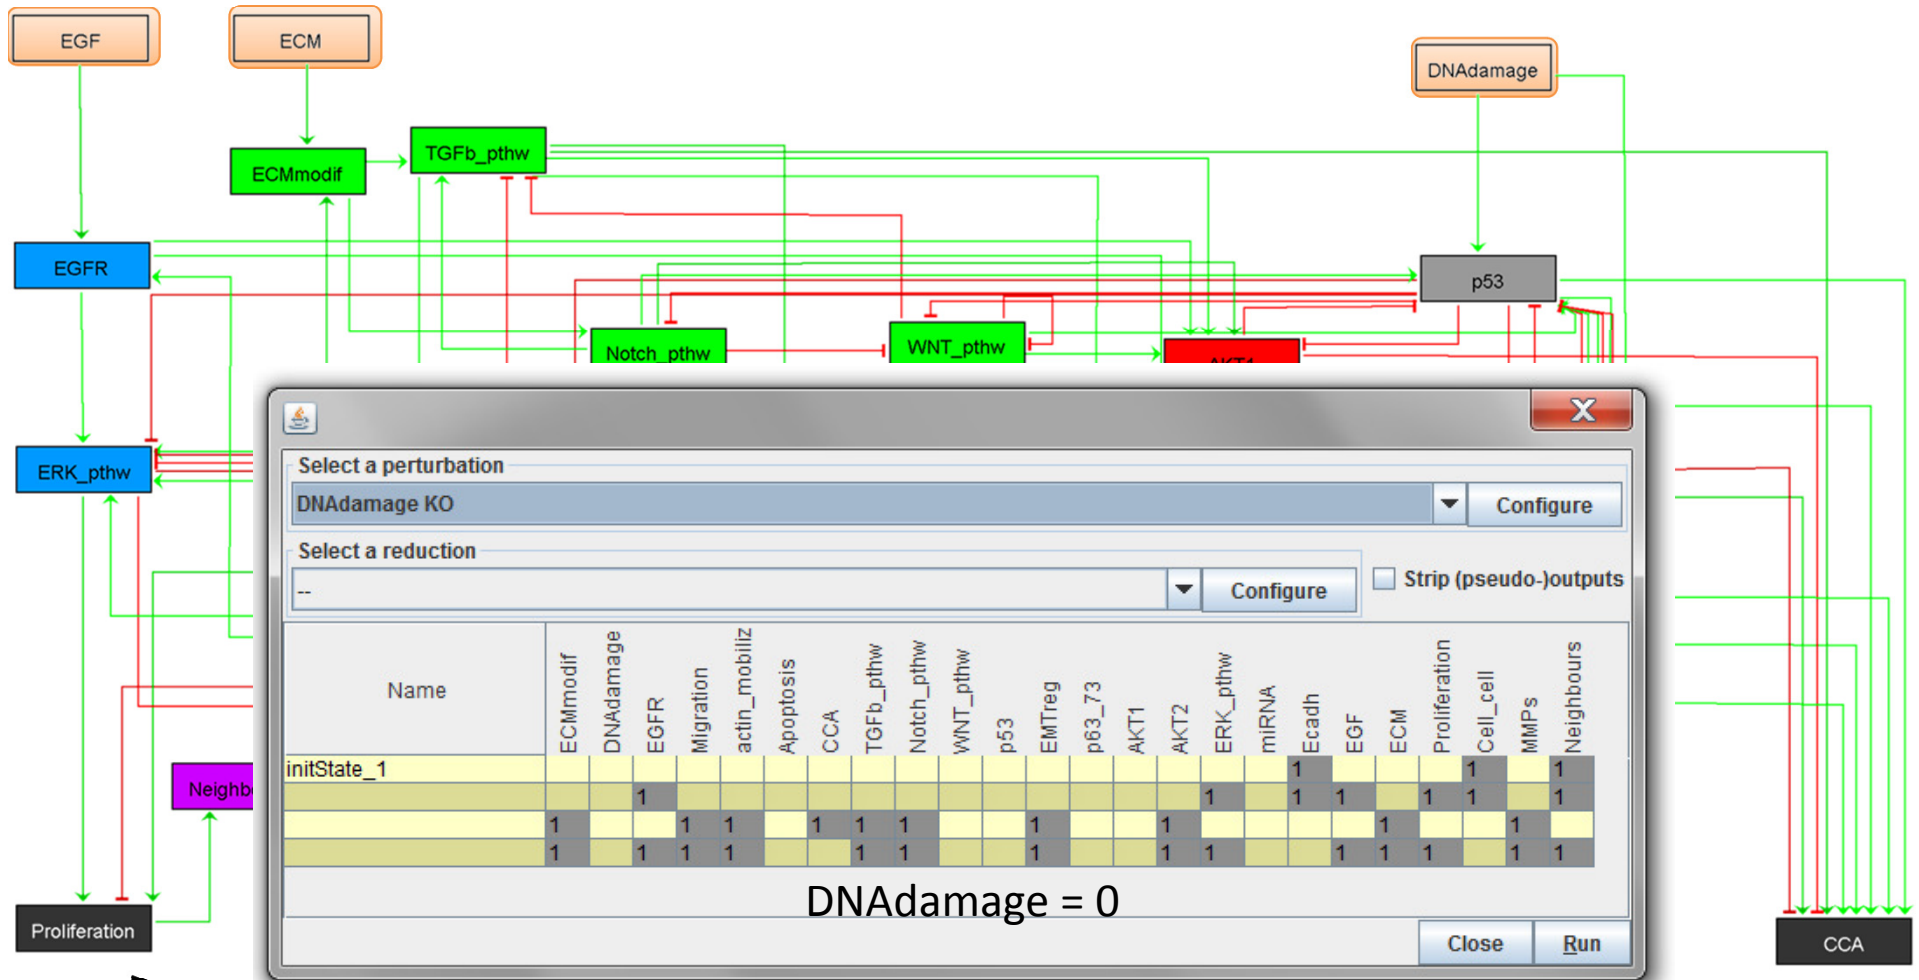 EGF
ECM
DNAdamage
TGFb_pthw
ECMmodif
EGFR
p53
Notch_pthw
WNT_pthw
AKT1
ERK_pthw
X
Select a perturbation
DNAdamage KO
Configure
Select a reduction
--
Configure
Strip (pseudo-)outputs
Name
ECMmodif
DNAdamage
EGFR
Migration
actin_mobiliz
Apoptosis
CCA
TGFb_pthw
Notch_pthw
WNT_pthw
p53
EMTreg
p63_73
AKT1
AKT2
ERK_pthw
miRNA
Ecadh
EGF
ECM
Proliferation
Cell_cell
MMPs
Neighbours
initState_1 1 1 1
1 1 1 1 1 1 1
1 1 1 1 1 1 1 1 1 1
1 1 1 1 1 1 1 1 1 1 1 1 1 1
Neighb
DNAdamage = 0
Proliferation
Close
Run
CCA